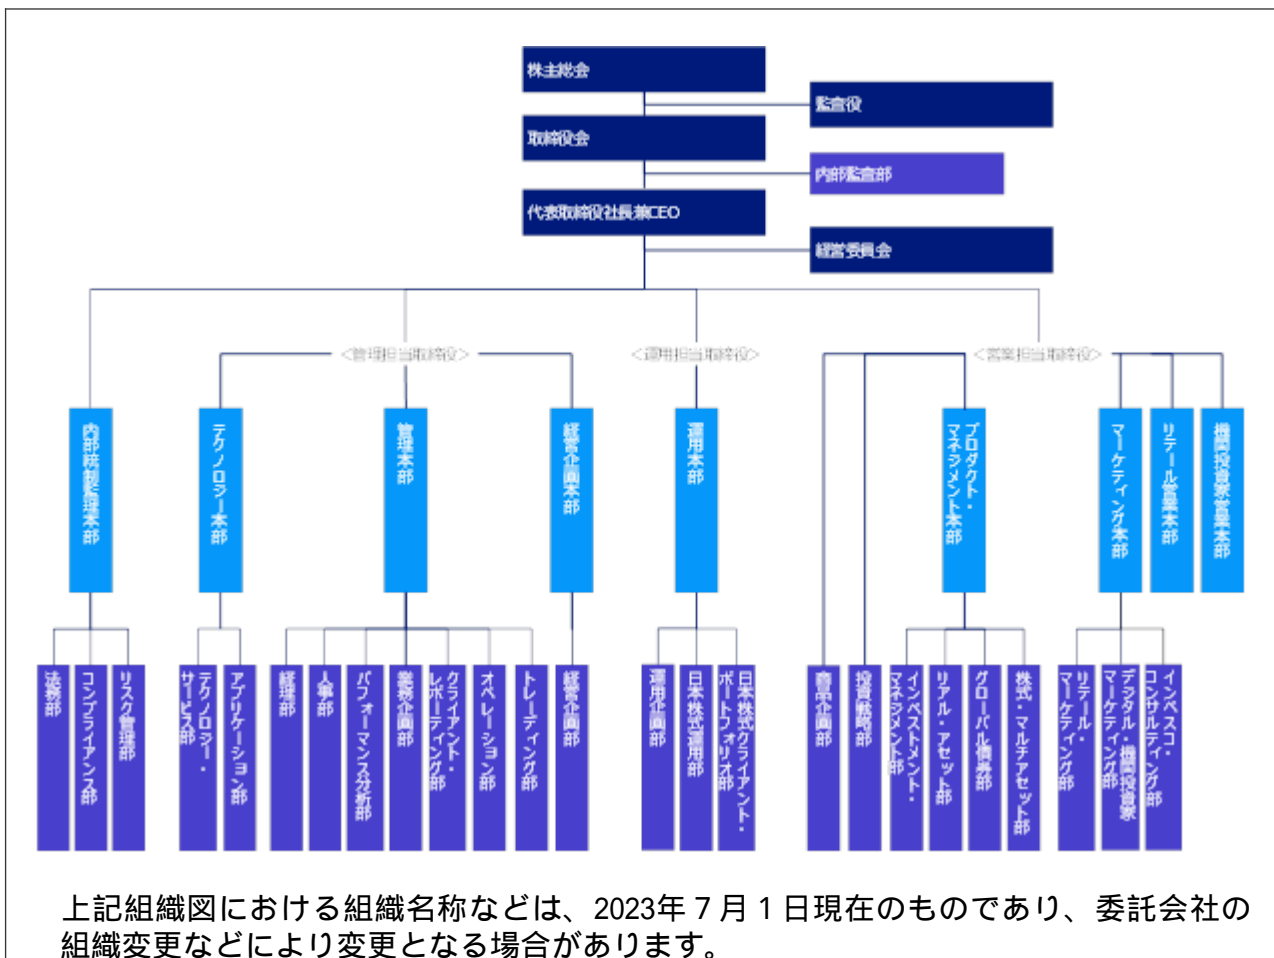 株主総会
監査役
取締役会
内部監査部
代表取締役社長兼CEO
経営委員会
<管理担当取締役>
<運用担当取締役>
<営業担当取締役>
内部統制監理本部
テクノロジー本部
管理本部
経営企画本部
運用本部
プロダクト・
マネジメント本部
マーケティング本部
リテール営業本部
機関投資家営業本部
法務部
コンプライアンス部
リスク管理部
テクノロジー・
サービス部
アプリケーション部
経理部
人事部
パフォーマンス分析部
業務企画部
クライアント・
レポーティング部
オペレーション部
トレーディング部
経営企画部
運用企画部
日本株式運用部
日本株式クライアント・
ポートフォリオ部
商品企画部
投資戦略部
インベストメント・
マネジメント部
リアル・アセット部
グローバル債券部
株式・マルチアセット部
リテール・
マーケティング部
デジタル・機関投資家
マーケティング部
インベスコ・
コンサルティング部
上記組織図における組織名称などは、2023年7月1日現在のものであり、委託会社の
組織変更などにより変更となる場合があります。